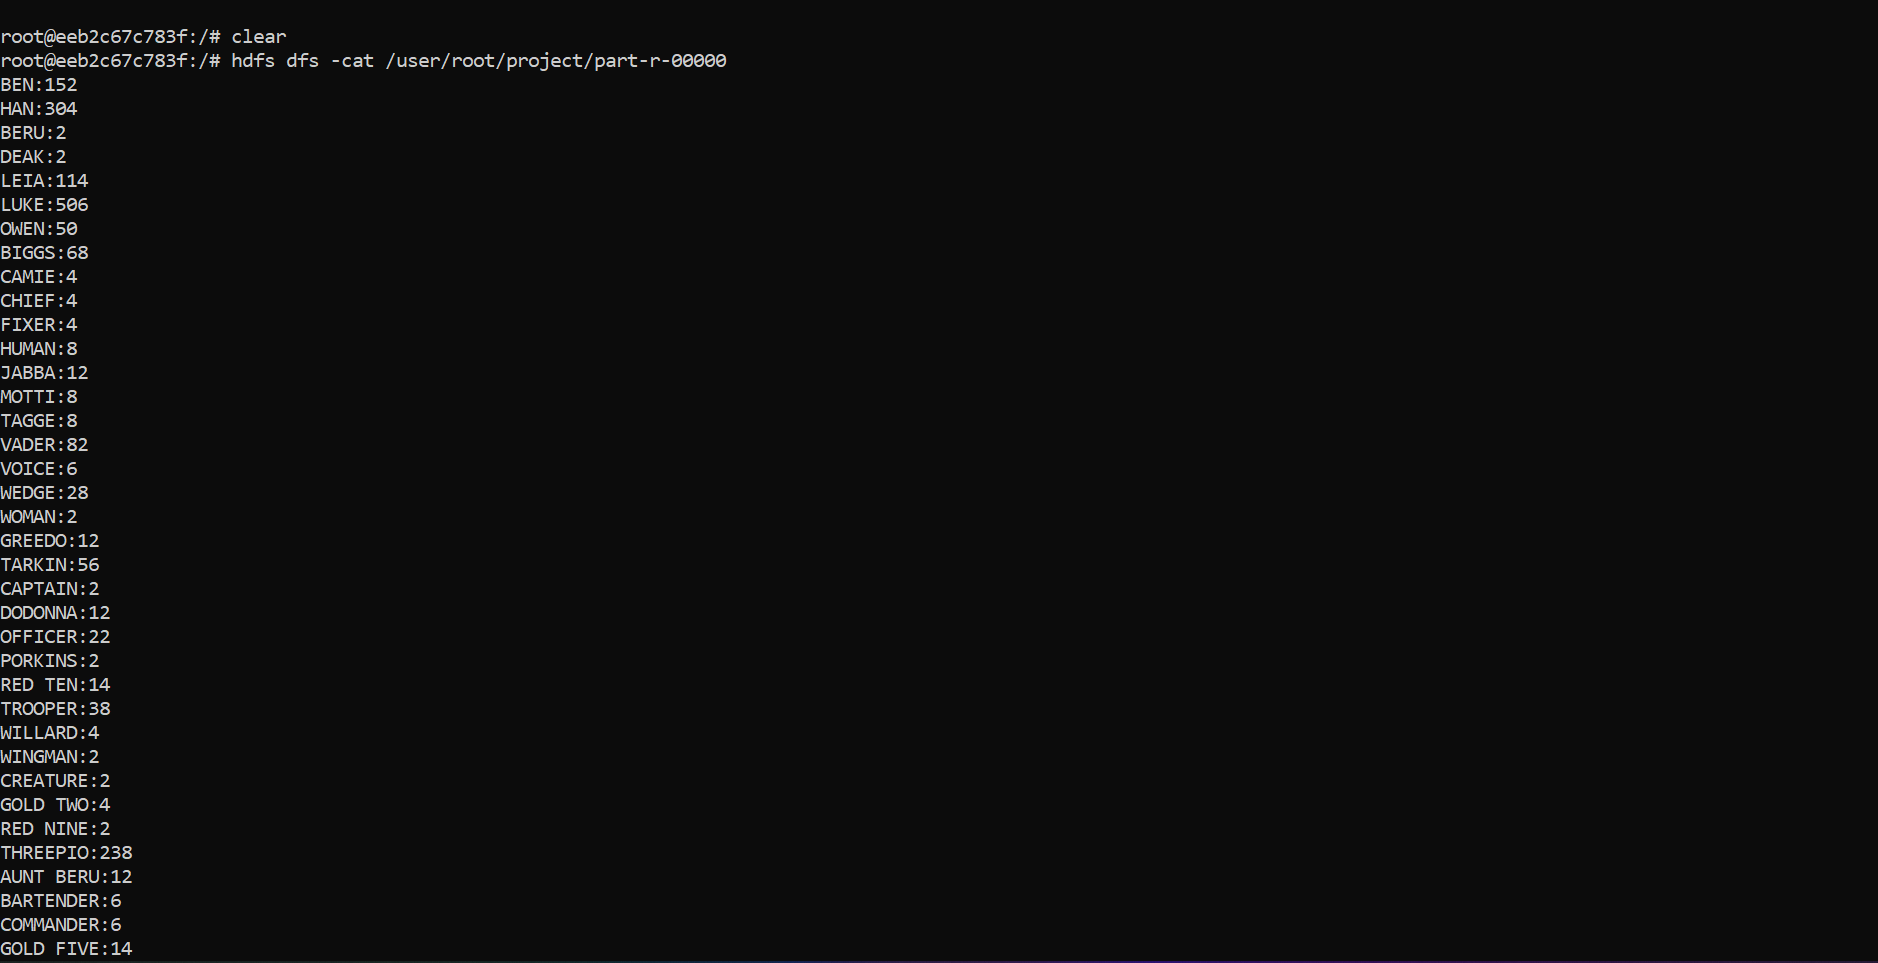 root@eeb2c67c783f:/# clear
root@eeb2c67c783f:/# hdfs dfs -cat /user/root/project/part-r-00000
BEN:152
HAN:304
BERU:2
DEAK:2
LEIA:114
LUKE:506
OWEN:50
BIGGS:68
CAMIE:4
CHIEF:4
FIXER:4
HUMAN:8
JABBA:12
MOTTI:8
TAGGE:8
VADER:82
VOICE:6
WEDGE:28
WOMAN:2
GREEDO:12
TARKIN:56
CAPTAIN:2
DODONNA:12
OFFICER:22
PORKINS:2
RED TEN:14
TROOPER:38
WILLARD:4
WINGMAN:2
CREATURE:2
GOLD TWO:4
RED NINE:2
THREEPIO:238
AUNT BERU:12
BARTENDER:6
COMMANDER:6
GOLD FIVE:14